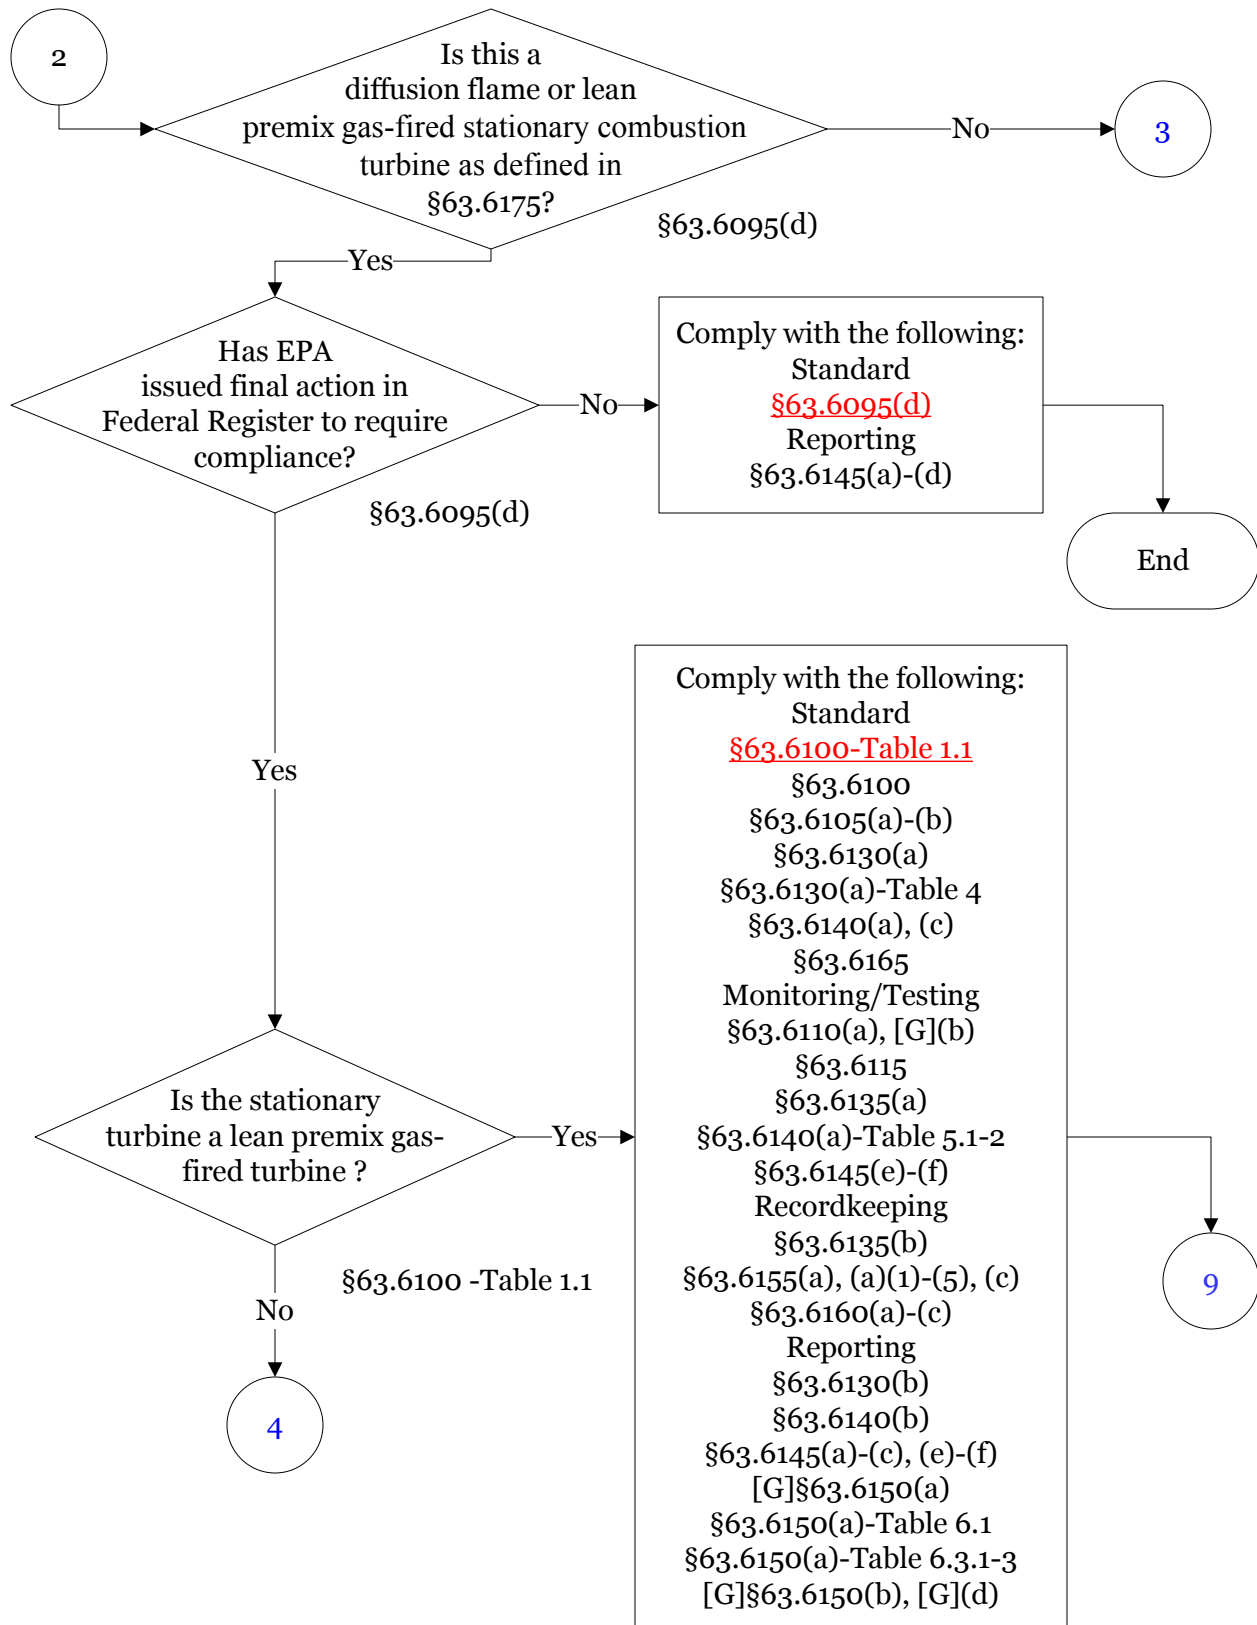 2
Is this a
diffusion flame or lean
premix gas-fired stationary combustion
turbine as defined in
§63.6175?
No
3
§63.6095(d)
Yes
Has EPA
issued final action in
Federal Register to require
compliance?
No
Comply with the following:
Standard
§63.6095(d)
Reporting
§63.6145(a)-(d)
§63.6095(d)
End
Yes
Is the stationary
turbine a lean premix gas-
fired turbine ?
Yes
§63.6100 -Table 1.1
No
4
Comply with the following:
Standard
§63.6100-Table 1.1
§63.6100
§63.6105(a)-(b)
§63.6130(a)
§63.6130(a)-Table 4
§63.6140(a), (c)
§63.6165
Monitoring/Testing
§63.6110(a), [G](b)
§63.6115
§63.6135(a)
§63.6140(a)-Table 5.1-2
§63.6145(e)-(f)
Recordkeeping
§63.6135(b)
§63.6155(a), (a)(1)-(5), (c)
§63.6160(a)-(c)
Reporting
§63.6130(b)
§63.6140(b)
§63.6145(a)-(c), (e)-(f)
[G]§63.6150(a)
§63.6150(a)-Table 6.1
§63.6150(a)-Table 6.3.1-3
[G]§63.6150(b), [G](d)
9